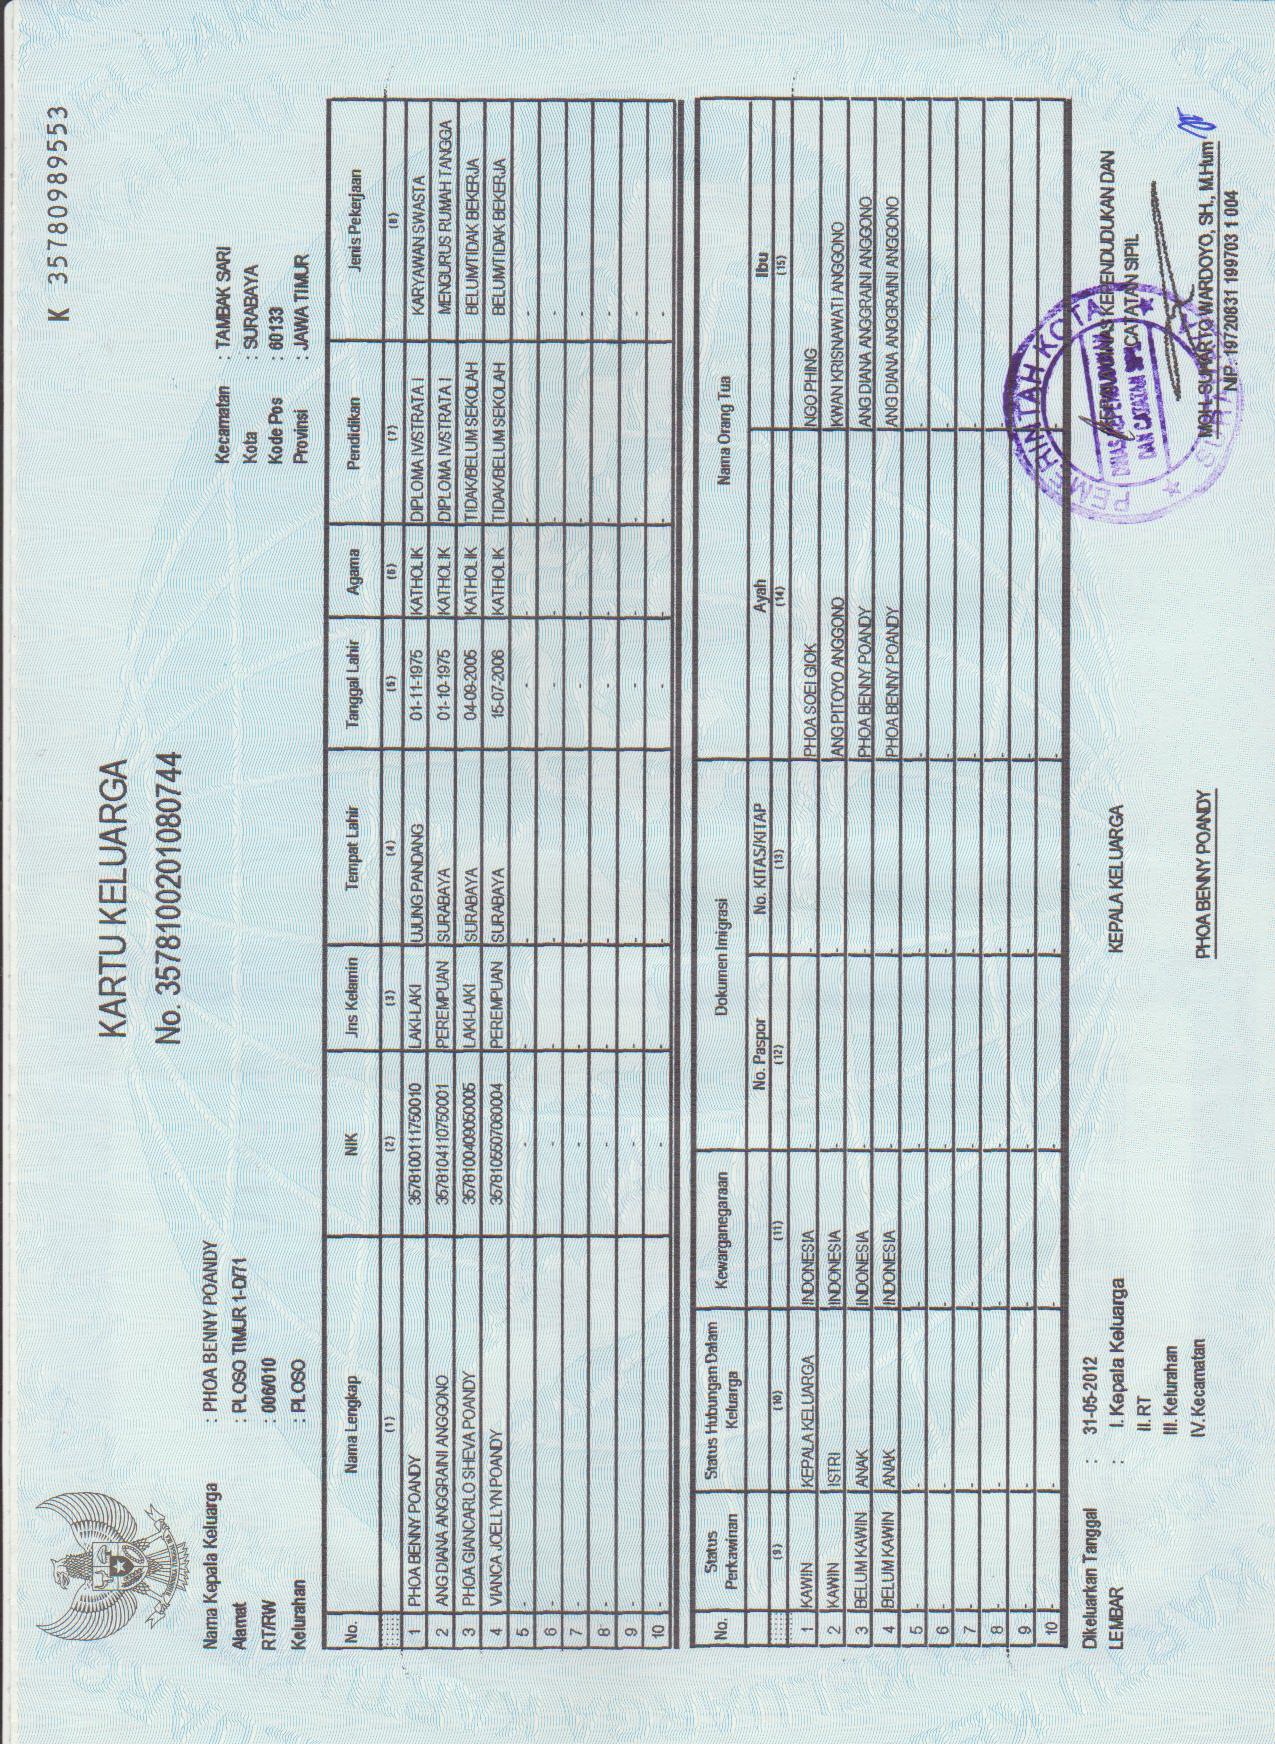 K 35780989553
KARTU KELUARGA
No. 3578100201080744
Nama Kepala Keluarga : PHOA BENNY POANDY
Alamat : PLOSO TIMUR 1-D/71
RT/RW : 006/010
Kelurahan : PLOSO
Kecamatan : TAMBAK SARI
Kota : SURABAYA
Kode Pos : 60133
Provinsi : JAWA TIMUR
No. Nama Lengkap NIK Jns Kelamin Tempat Lahir Tanggal Lahir Agama Pendidikan Jenis Pekerjaan
(1) (2) (3) (4) (5) (6) (7) (8)
1 PHOA BENNY POANDY 3578100111750010 LAKI-LAKI UJUNG PANDANG 01-11-1975 KATHOLIK DIPLOMA IV/STRATA I KARYAWAN SWASTA
2 ANG DIANA ANGGRAINI ANGGONO 3578104110750001 PEREMPUAN SURABAYA 01-10-1975 KATHOLIK DIPLOMA IV/STRATA I MENGURUS RUMAH TANGGA
3 PHOA GIANCARLO SHEVA POANDY 3578100409050005 LAKI-LAKI SURABAYA 04-09-2005 KATHOLIK TIDAK/BELUM SEKOLAH BELUM/TIDAK BEKERJA
4 VIANCA JOELLYN POANDY 3578105507060004 PEREMPUAN SURABAYA 15-07-2006 KATHOLIK TIDAK/BELUM SEKOLAH BELUM/TIDAK BEKERJA
5 - - - - - - - -
6 - - - - - - - -
7 - - - - - - - -
8 - - - - - - - -
9 - - - - - - - -
10 - - - - - - - -
No. Status Perkawinan Status Hubungan Dalam Keluarga Kewarganegaraan Dokumen Imigrasi Nama Orang Tua
No. Paspor No. KITAS/KITAP Ayah Ibu
(9) (10) (11) (12) (13) (14) (15)
1 KAWIN KEPALA KELUARGA INDONESIA - - PHOA SOEI GIOK NGO PHING
2 KAWIN ISTRI INDONESIA - - ANG PITOYO ANGGONO KWAN KRISNAWATI ANGGONO
3 BELUM KAWIN ANAK INDONESIA - - PHOA BENNY POANDY ANG DIANA ANGGRAINI ANGGONO
4 BELUM KAWIN ANAK INDONESIA - - PHOA BENNY POANDY ANG DIANA ANGGRAINI ANGGONO
5 - - - - - - -
6 - - - - - - -
7 - - - - - - -
8 - - - - - - -
9 - - - - - - -
10 - - - - - - -
Dikeluarkan Tanggal : 31-05-2012
LEMBAR : I. Kepala Keluarga
II. RT
III. Kelurahan
IV. Kecamatan
KEPALA KELUARGA
PHOA BENNY POANDY
KEPALA DINAS KEPENDUDUKAN DAN
CATATAN SIPIL
PEMERINTAH KOTA
DINAS KEPENDUDUKAN
DAN CATATAN SIPIL
SURABAYA
MOH. SUHARTO WARDOYO, SH., M.Hum
NIP. 19720831 199703 1 004